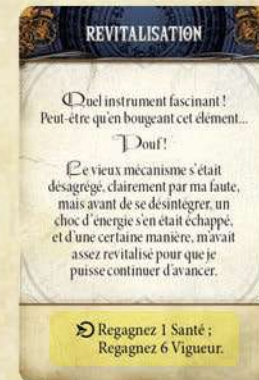 REVITALISATION
Quel instrument fascinant !
Peut-être qu'en bougeant cet élément...
Pouf !
Le vieux mécanisme s'était
désagrégé, clairement par ma faute,
mais avant de se désintégrer, un
choc d'énergie s'en était échappé,
et d'une certaine manière, m'avait
assez revitalisé pour que je
puisse continuer d'avancer.
Regagnez 1 Santé ;
Regagnez 6 Vigueur.